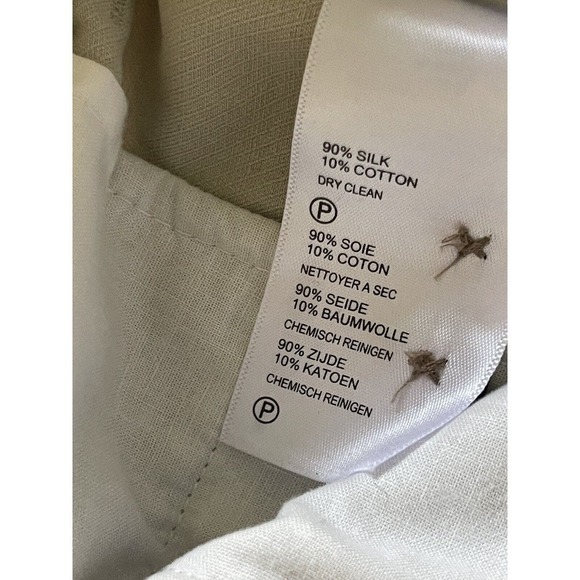 90% SILK
10% COTTON
DRY CLEAN
P
90% SOIE
10% COTON
NETTOYER A SEC
90% SEIDE
10% BAUMWOLLE
CHEMISCH REINIGEN
90% ZIJDE
10% KATOEN
CHEMISCH REINIGEN
P